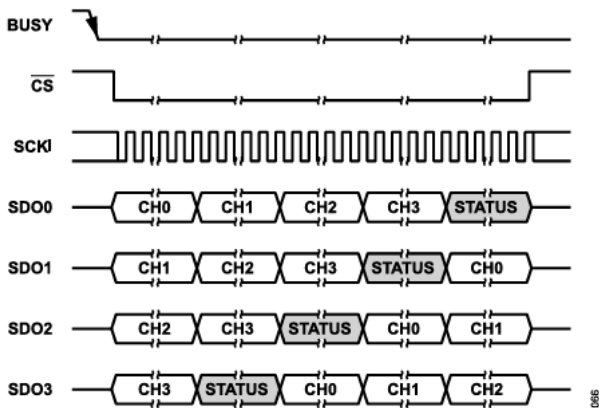 BUSY
CS
SCKI
SDO0 CH0 CH1 CH2 CH3 STATUS
SDO1 CH1 CH2 CH3 STATUS CH0
SDO2 CH2 CH3 STATUS CH0 CH1
SDO3 CH3 STATUS CH0 CH1 CH2
066